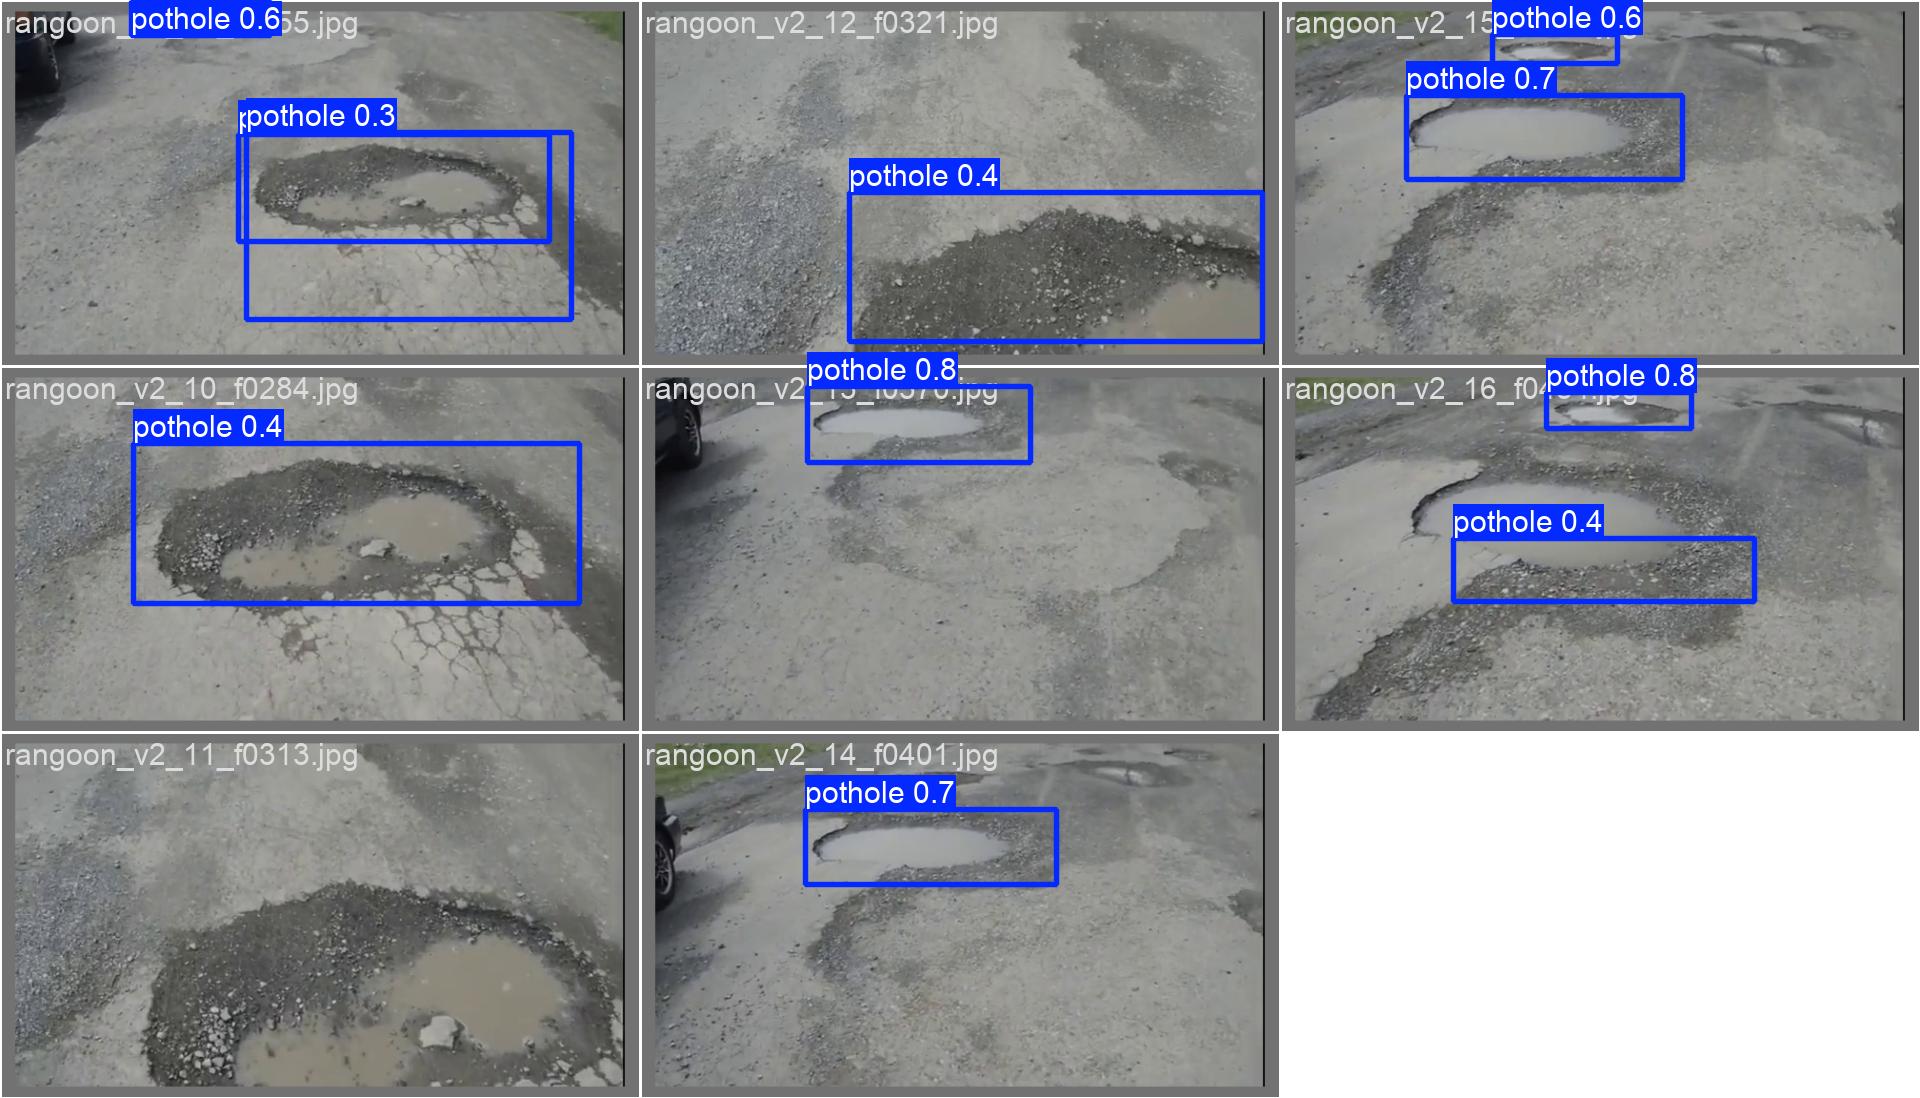 rangoon_ 55.jpg
pothole 0.6
pothole 0.3
rangoon_v2_12_f0321.jpg
pothole 0.4
rangoon_v2_15
pothole 0.6
pothole 0.7
rangoon_v2_10_f0284.jpg
pothole 0.4
rangoon_v2_13_f0370.jpg
pothole 0.8
rangoon_v2_16_f0
pothole 0.8
pothole 0.4
rangoon_v2_11_f0313.jpg
rangoon_v2_14_f0401.jpg
pothole 0.7